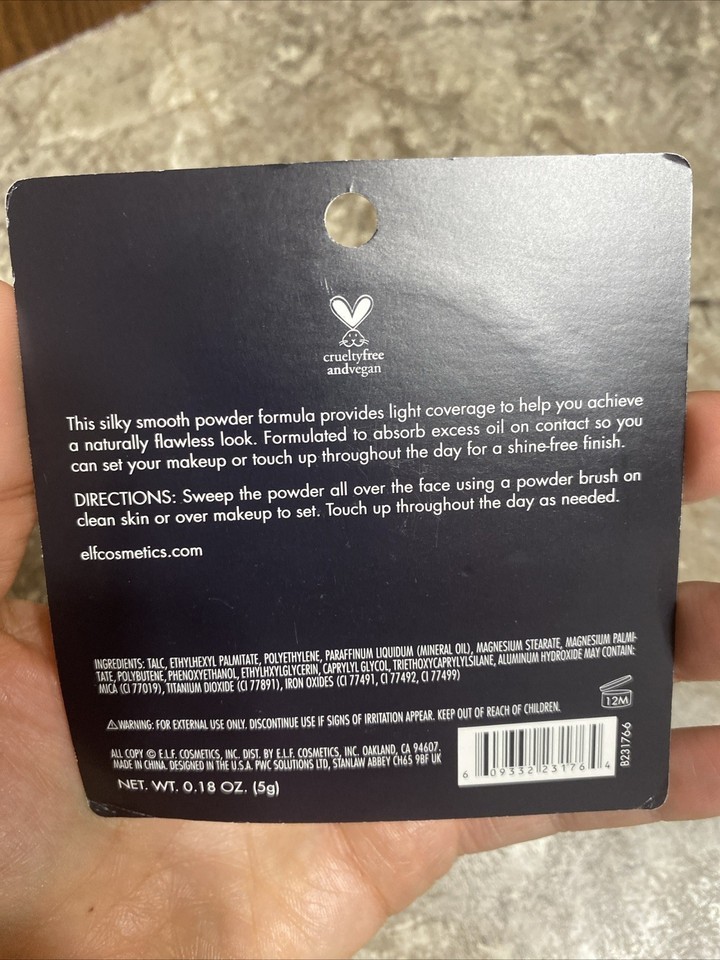 crueltyfree
andvegan
This silky smooth powder formula provides light coverage to help you achieve
a naturally flawless look. Formulated to absorb excess oil on contact so you
can set your makeup or touch up throughout the day for a shine-free finish.
DIRECTIONS: Sweep the powder all over the face using a powder brush on
clean skin or over makeup to set. Touch up throughout the day as needed.
elfcosmetics.com
INGREDIENTS: TALC, ETHYLHEXYL PALMITATE, POLYETHYLENE, PARAFFINUM LIQUIDUM (MINERAL OIL), MAGNESIUM STEARATE, MAGNESIUM PALMI-
TATE, POLYBUTENE, PHENOXYETHANOL, ETHYLHXYLGLYCERIN, CAPRYLYL GLYCOL, TRIETHOXYCAPRYLYLSILANE, ALUMINUM HYDROXIDE MAY CONTAIN:
MICA (CI 77019), TITANIUM DIOXIDE (CI 77891), IRON OXIDES (CI 77491, CI 77492, CI 77499)
12M
⚠WARNING: FOR EXTERNAL USE ONLY. DISCONTINUE USE IF SIGNS OF IRRITATION APPEAR. KEEP OUT OF REACH OF CHILDREN.
ALL COPY © E.L.F. COSMETICS, INC. DIST. BY E.L.F. COSMETICS, INC. OAKLAND, CA 94607.
MADE IN CHINA. DESIGNED IN THE U.S.A. PWC SOLUTIONS LTD, STANLAW ABBEY CH65 9BF UK
NET. WT. 0.18 OZ. (5g)
6 09332 23176 4
B231766